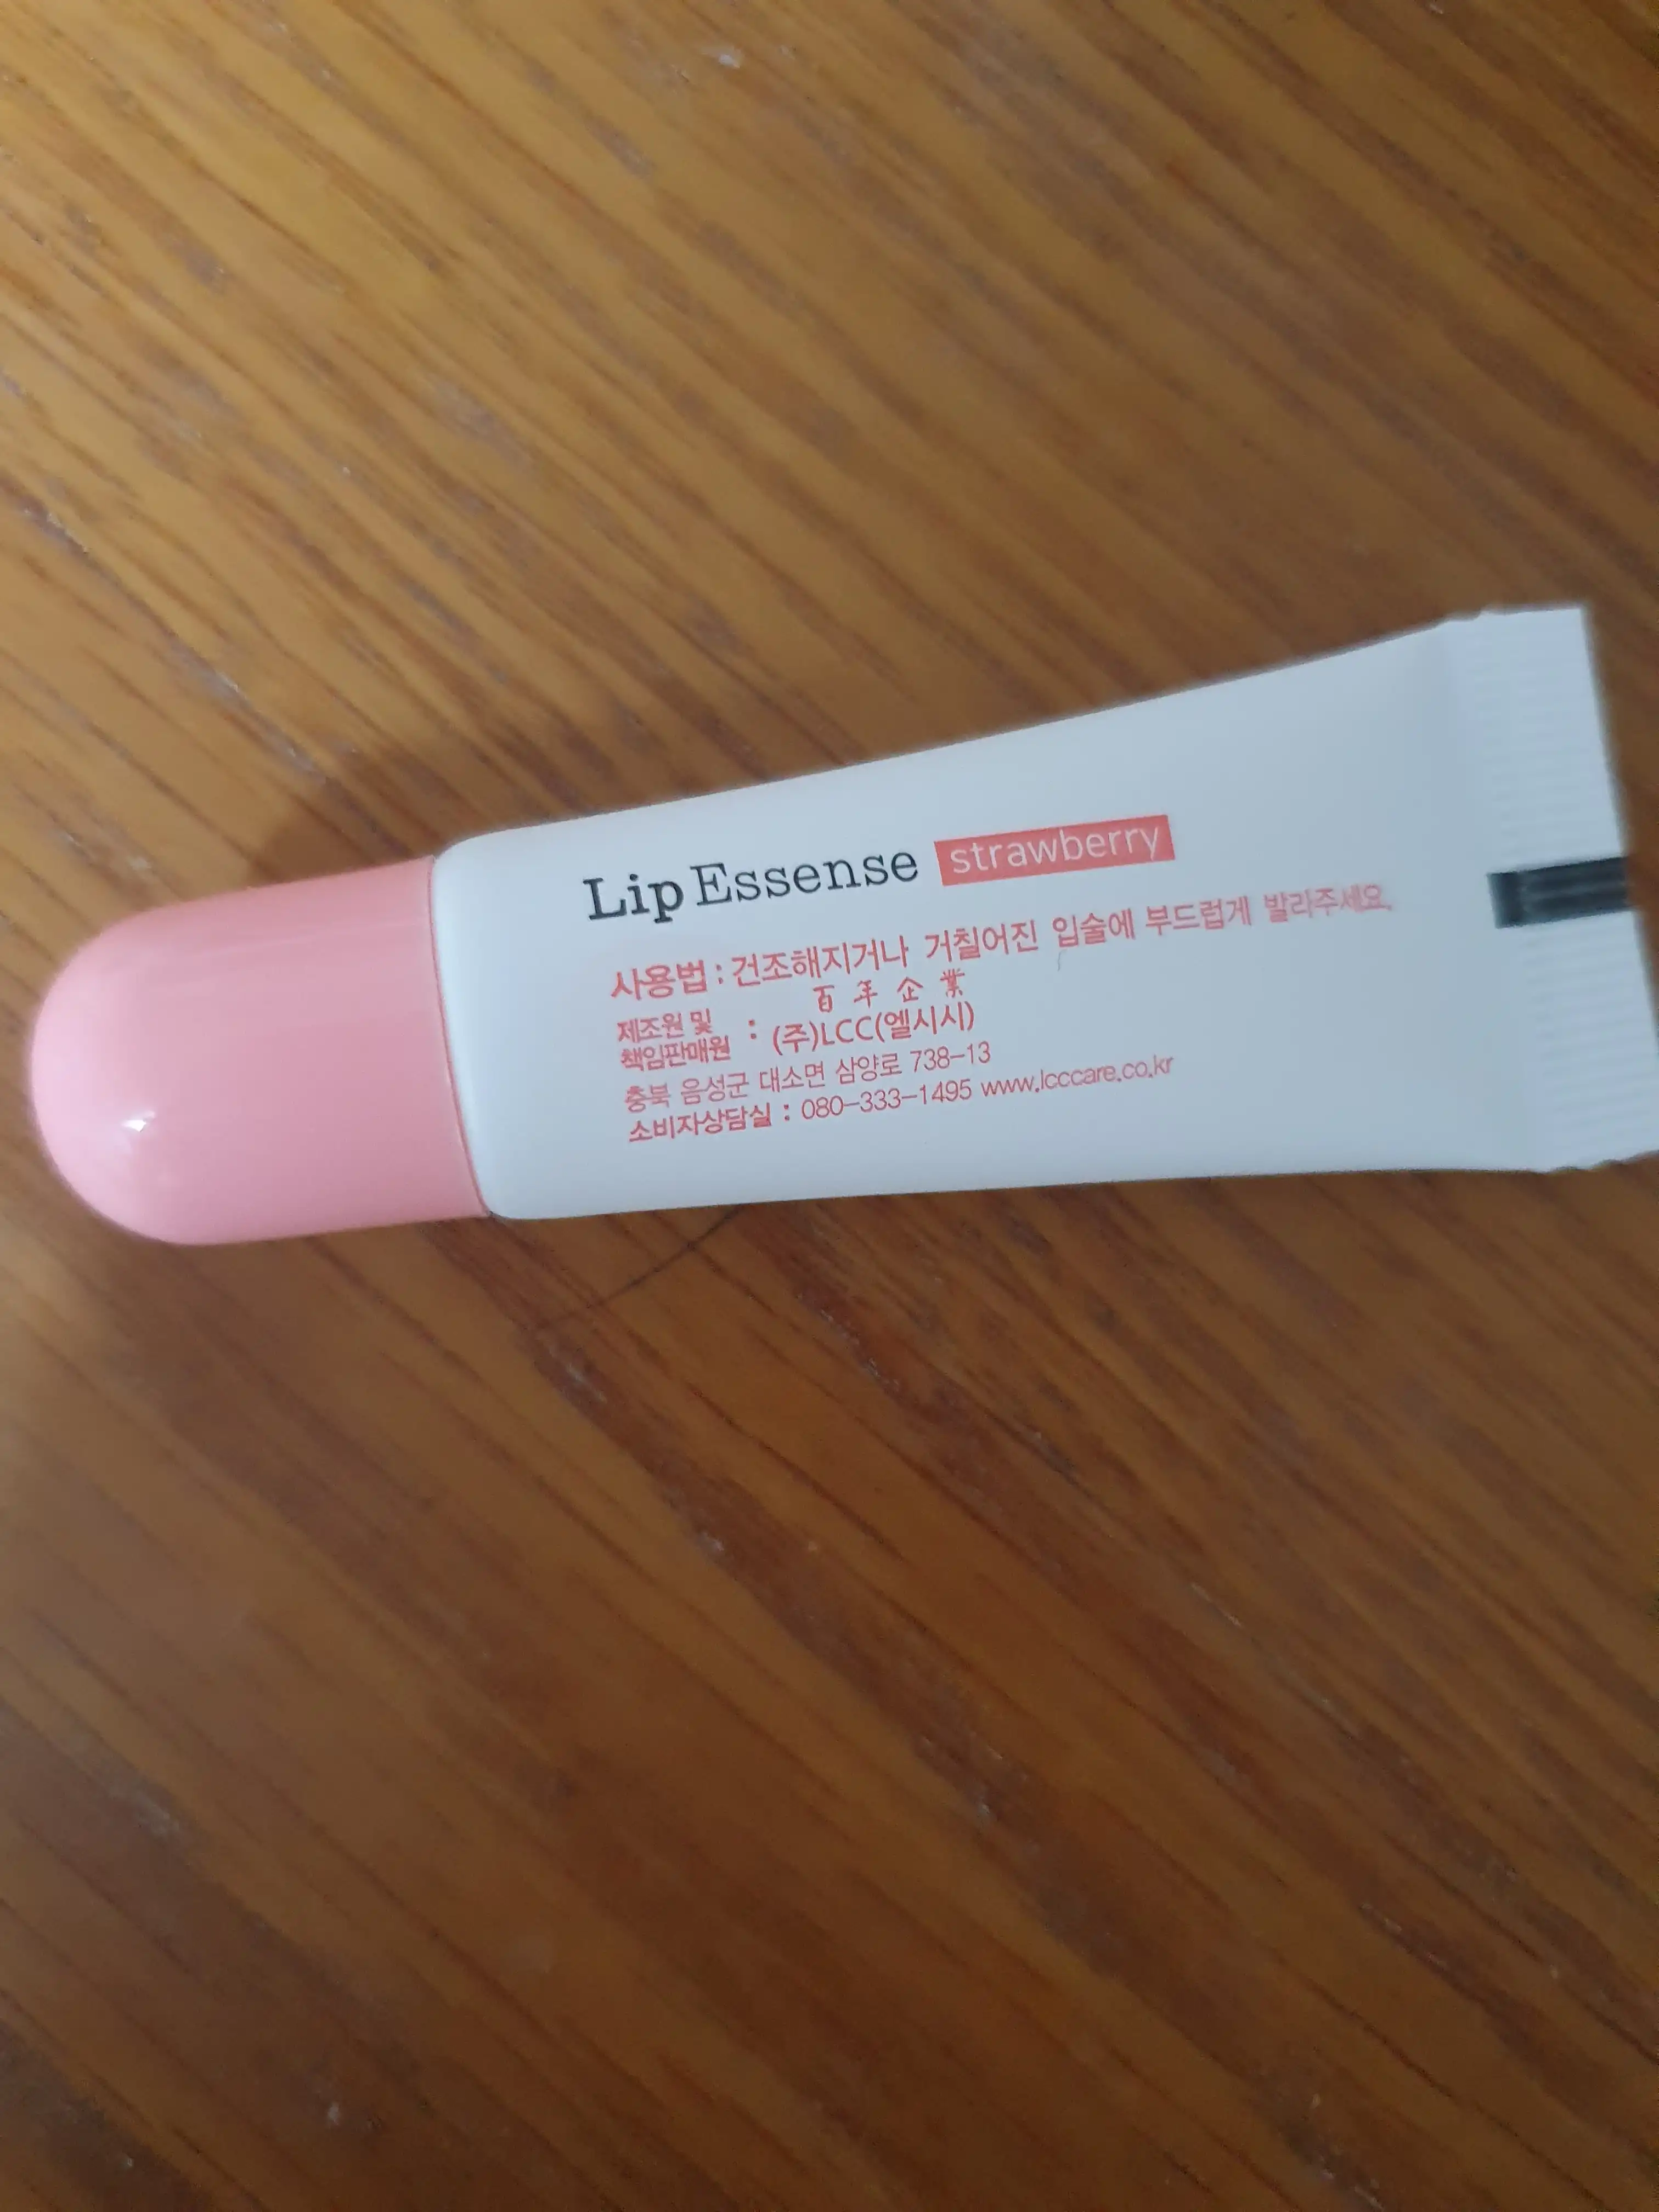 Lip Essense strawberry
사용법 : 건조해지거나 거칠어진 입술에 부드럽게 발라주세요.
百年企業
제조원 및
책임판매원 : (주)LCC(엘시시)
충북 음성군 대소면 삼양로 738-13
소비자상담실 : 080-333-1495 www.lcccare.co.kr